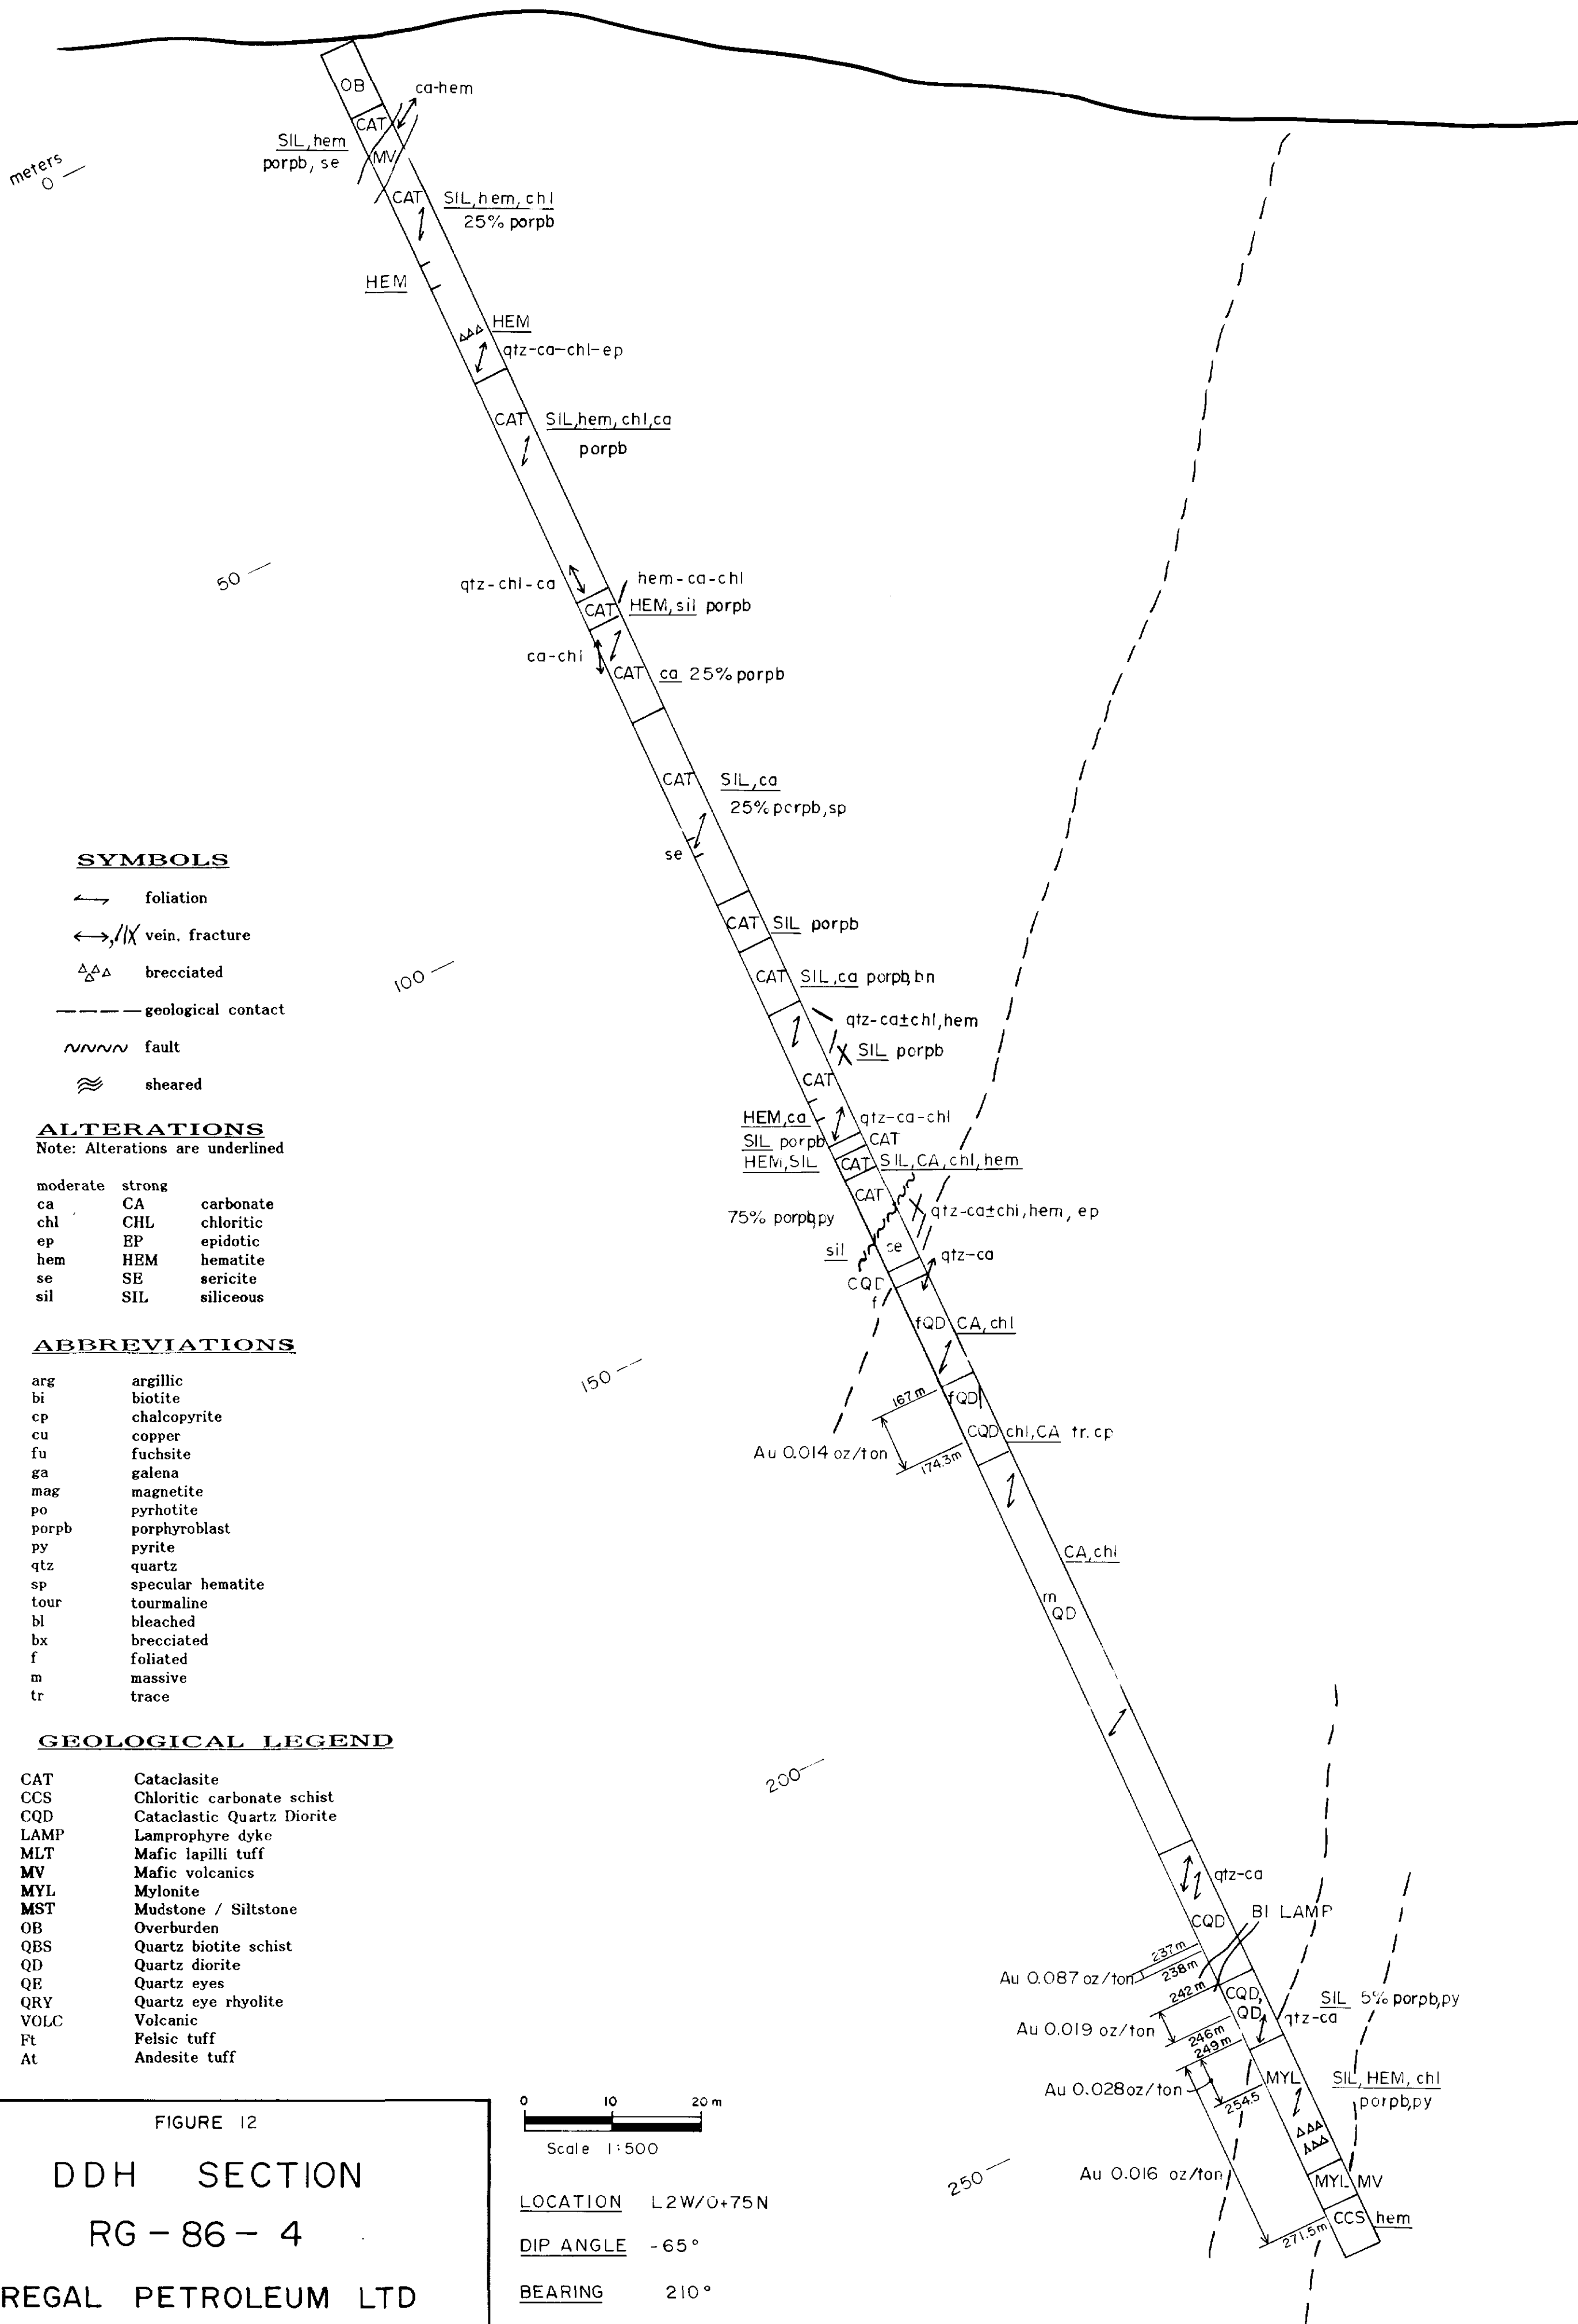 OB
ca-hem
CAT
SIL,hem
porpb, se
MV
meters
0
CAT
SIL,hem, chl
25% porpb
HEM
HEM
qtz-ca-chl-ep
CAT
SIL,hem, chl,ca
porpb
50
qtz-chl-ca
hem-ca-chl
CAT
HEM, sil porpb
ca-chl
CAT
ca 25% porpb
CAT
SIL, ca
25% porpb,sp
se
CAT
SIL porpb
100
CAT
SIL, ca porpb, bn
qtz-ca±chl,hem
SIL porpb
CAT
HEM, ca
qtz-ca-chl
SIL porpb
CAT
HEM, SIL
CAT
SIL, CA, chl, hem
CAT
75% porpb,py
qtz-ca±chl, hem, ep
sil
qtz-ca
CQD
f
fQD
CA, chl
150
167m
fQD
CQD
chl, CA tr. cp
Au 0.014 oz/ton
174.3m
CA, chl
m
QD
200
qtz-ca
CQD
BI LAMP
237m
Au 0.087 oz/ton
238m
242m
CQD,
QD
SIL 5% porpb,py
qtz-ca
Au 0.019 oz/ton
246m
249m
Au 0.028oz/ton
254.5
MYL
SIL, HEM, chl
porpb,py
250
Au 0.016 oz/ton
MYL
MV
CCS
hem
271.5m
SYMBOLS
foliation
vein, fracture
brecciated
geological contact
fault
sheared
ALTERATIONS
Note: Alterations are underlined
moderate strong
ca CA carbonate
chl CHL chloritic
ep EP epidotic
hem HEM hematite
se SE sericite
sil SIL siliceous
ABBREVIATIONS
arg argillic
bi biotite
cp chalcopyrite
cu copper
fu fuchsite
ga galena
mag magnetite
po pyrhotite
porpb porphyroblast
py pyrite
qtz quartz
sp specular hematite
tour tourmaline
bl bleached
bx brecciated
f foliated
m massive
tr trace
GEOLOGICAL LEGEND
CAT Cataclasite
CCS Chloritic carbonate schist
CQD Cataclastic Quartz Diorite
LAMP Lamprophyre dyke
MLT Mafic lapilli tuff
MV Mafic volcanics
MYL Mylonite
MST Mudstone / Siltstone
OB Overburden
QBS Quartz biotite schist
QD Quartz diorite
QE Quartz eyes
QRY Quartz eye rhyolite
VOLC Volcanic
Ft Felsic tuff
At Andesite tuff
FIGURE 12
DDH SECTION
RG - 86 - 4
REGAL PETROLEUM LTD
0 10 20 m
Scale 1:500
LOCATION L2W/0+75N
DIP ANGLE -65°
BEARING 210°